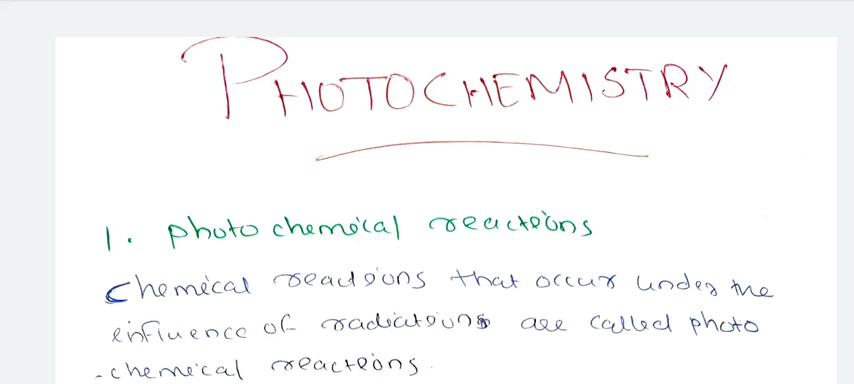 PHOTOCHEMISTRY
1. photo chemical reactions
Chemical reactions that occur under the
influence of radiations are called photo
-chemical reactions.